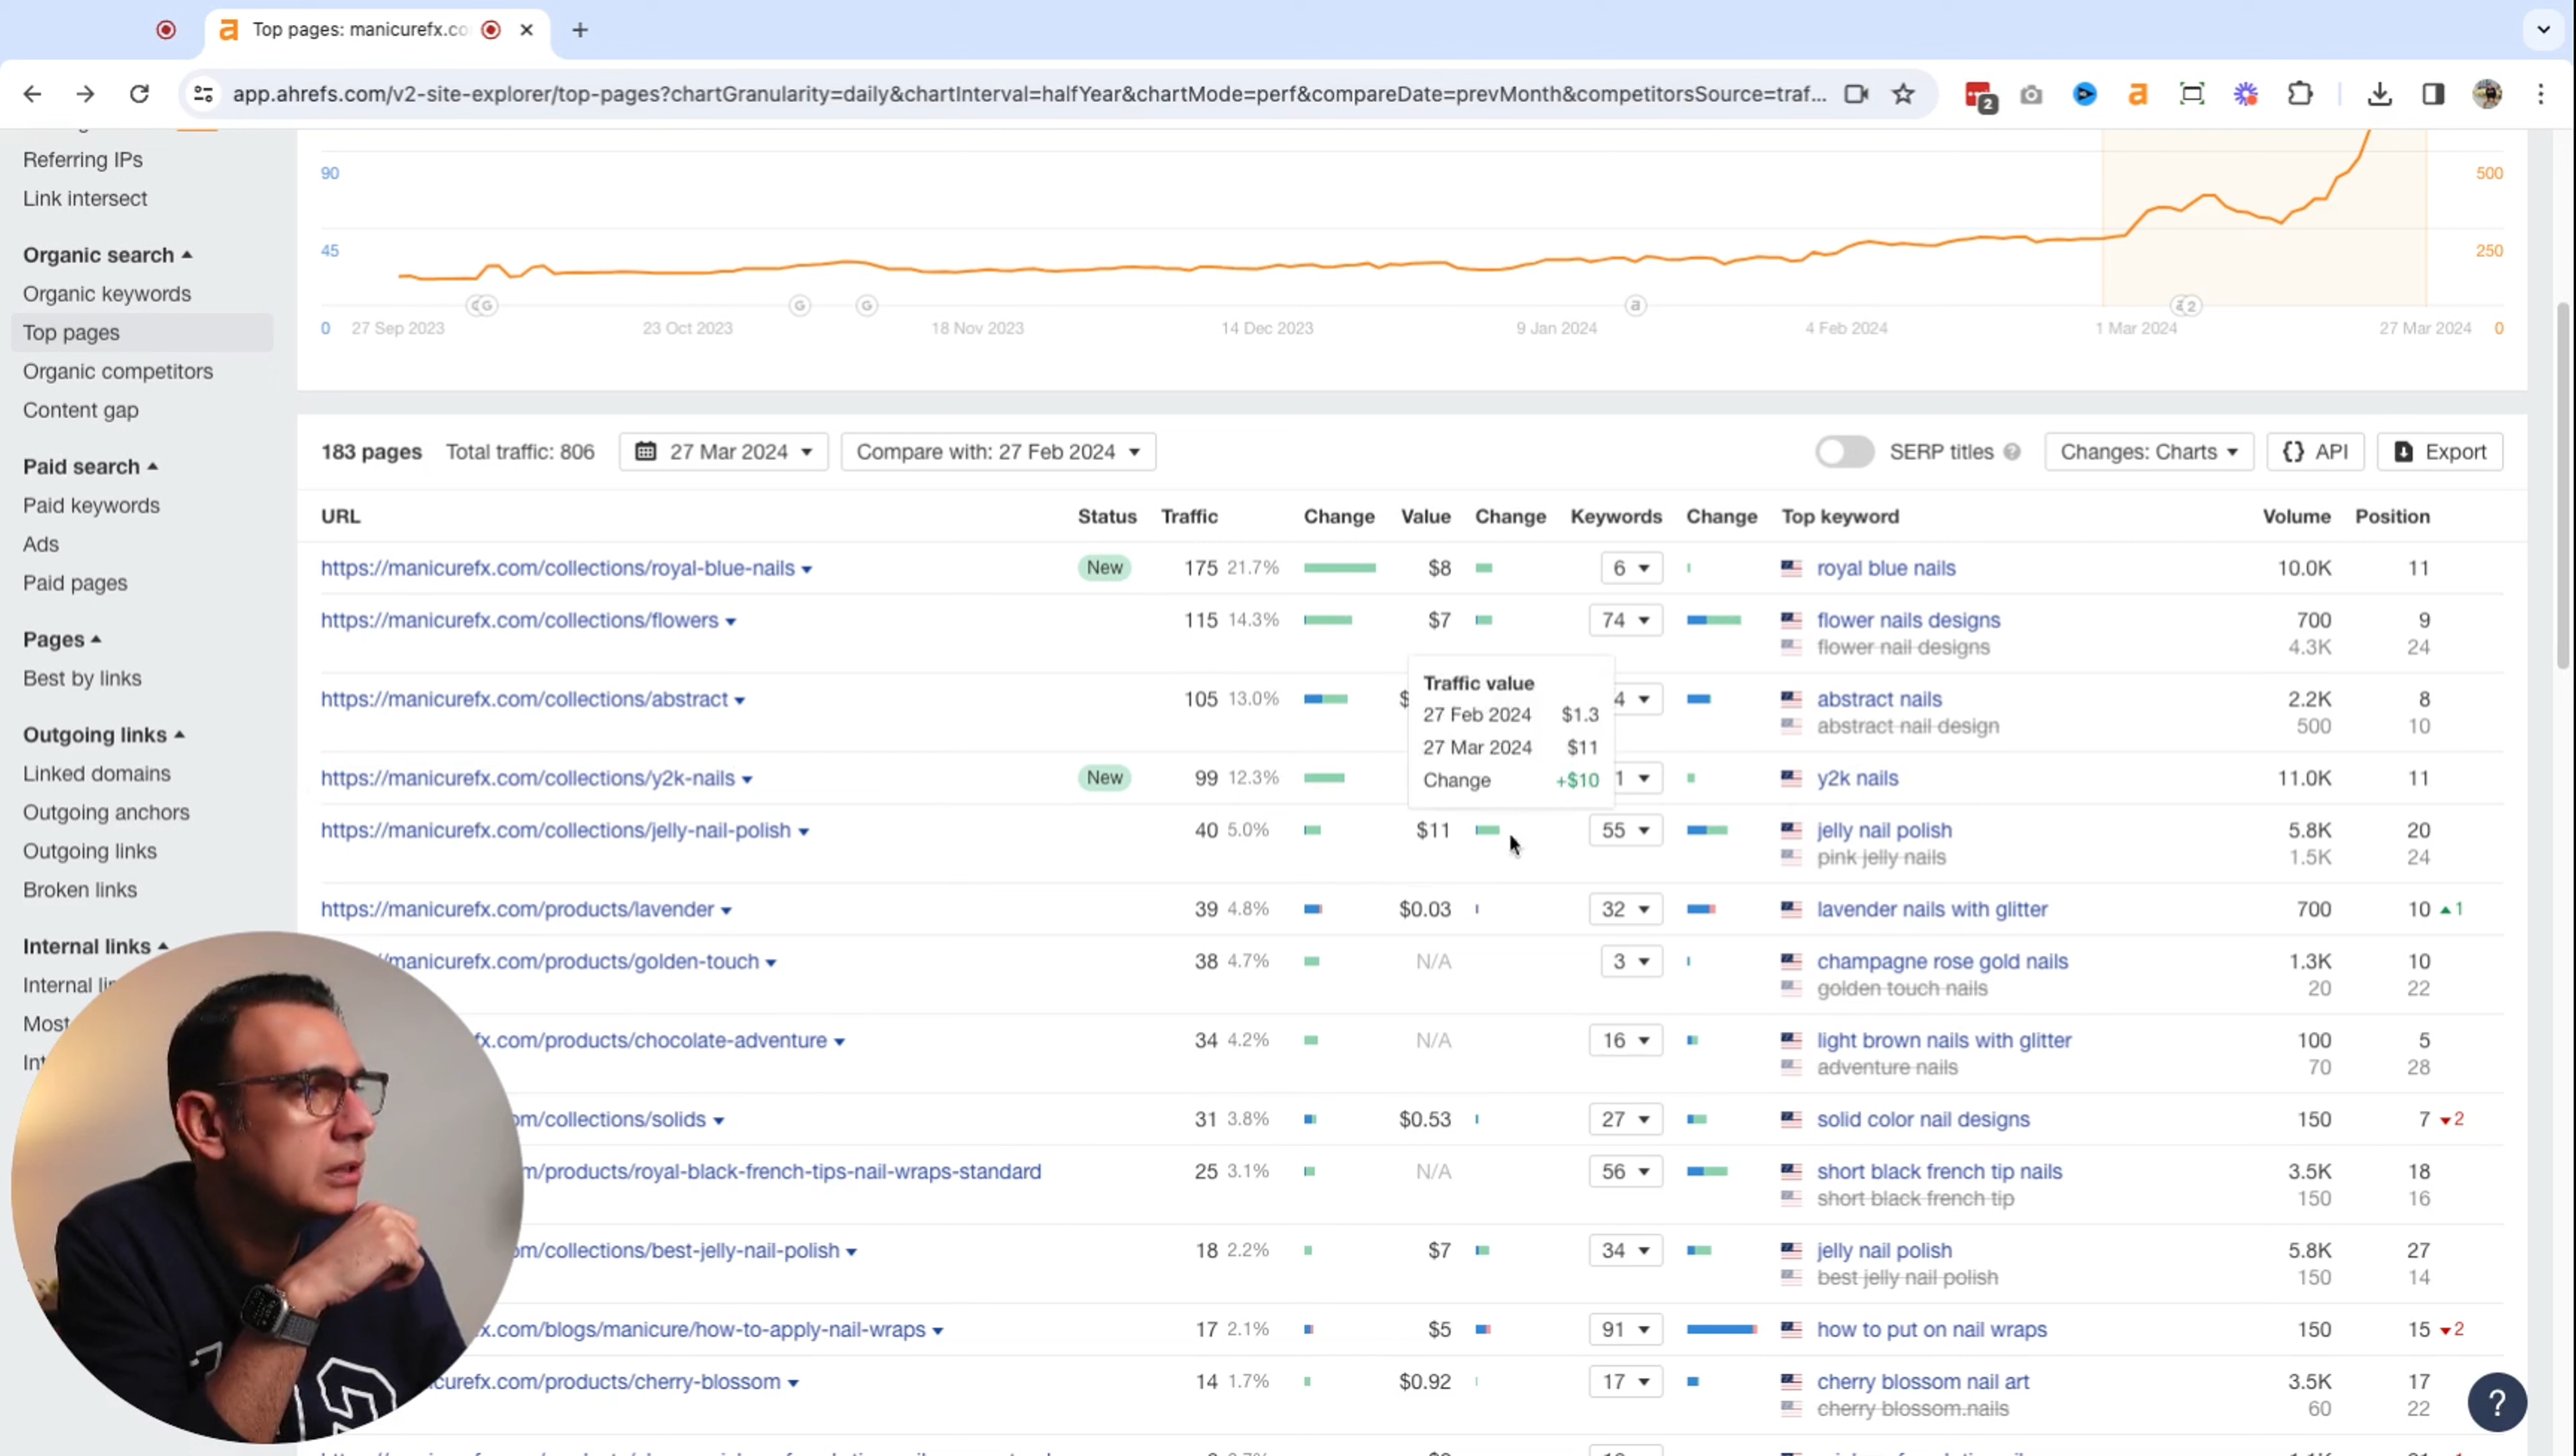 Top pages: manicurefx.co
app.ahrefs.com/v2-site-explorer/top-pages?chartGranularity=daily&chartInterval=halfYear&chartMode=perf&compareDate=prevMonth&competitorsSource=traf...
2
Referring IPs
Link intersect
Organic search
Organic keywords
Top pages
Organic competitors
Content gap
Paid search
Paid keywords
Ads
Paid pages
Pages
Best by links
Outgoing links
Linked domains
Outgoing anchors
Outgoing links
Broken links
Internal links
Most
90 500
45 250
G G G a 2
0 27 Sep 2023 23 Oct 2023 18 Nov 2023 14 Dec 2023 9 Jan 2024 4 Feb 2024 1 Mar 2024 27 Mar 2024 0
183 pages Total traffic: 806 27 Mar 2024 Compare with: 27 Feb 2024 SERP titles ? Changes: Charts {} API Export
URL Status Traffic Change Value Change Keywords Change Top keyword Volume Position
https://manicurefx.com/collections/royal-blue-nails New 175 21.7% $8 6 royal blue nails 10.0K 11
https://manicurefx.com/collections/flowers 115 14.3% $7 74 flower nails designs 700 9
flower nail designs 4.3K 24
https://manicurefx.com/collections/abstract 105 13.0% $ 4 abstract nails 2.2K 8
abstract nail design 500 10
Traffic value
27 Feb 2024 $1.3
27 Mar 2024 $11
Change +$10
https://manicurefx.com/collections/y2k-nails New 99 12.3% 1 y2k nails 11.0K 11
https://manicurefx.com/collections/jelly-nail-polish 40 5.0% $11 55 jelly nail polish 5.8K 20
pink jelly nails 1.5K 24
https://manicurefx.com/products/lavender 39 4.8% $0.03 32 lavender nails with glitter 700 10 1
manicurefx.com/products/golden-touch 38 4.7% N/A 3 champagne rose gold nails 1.3K 10
golden touch nails 20 22
x.com/products/chocolate-adventure 34 4.2% N/A 16 light brown nails with glitter 100 5
adventure nails 70 28
om/collections/solids 31 3.8% $0.53 27 solid color nail designs 150 7 2
m/products/royal-black-french-tips-nail-wraps-standard 25 3.1% N/A 56 short black french tip nails 3.5K 18
short black french tip 150 16
om/collections/best-jelly-nail-polish 18 2.2% $7 34 jelly nail polish 5.8K 27
best jelly nail polish 150 14
x.com/blogs/manicure/how-to-apply-nail-wraps 17 2.1% $5 91 how to put on nail wraps 150 15 2
curefx.com/products/cherry-blossom 14 1.7% $0.92 17 cherry blossom nail art 3.5K 17
cherry blossom nails 60 22
?